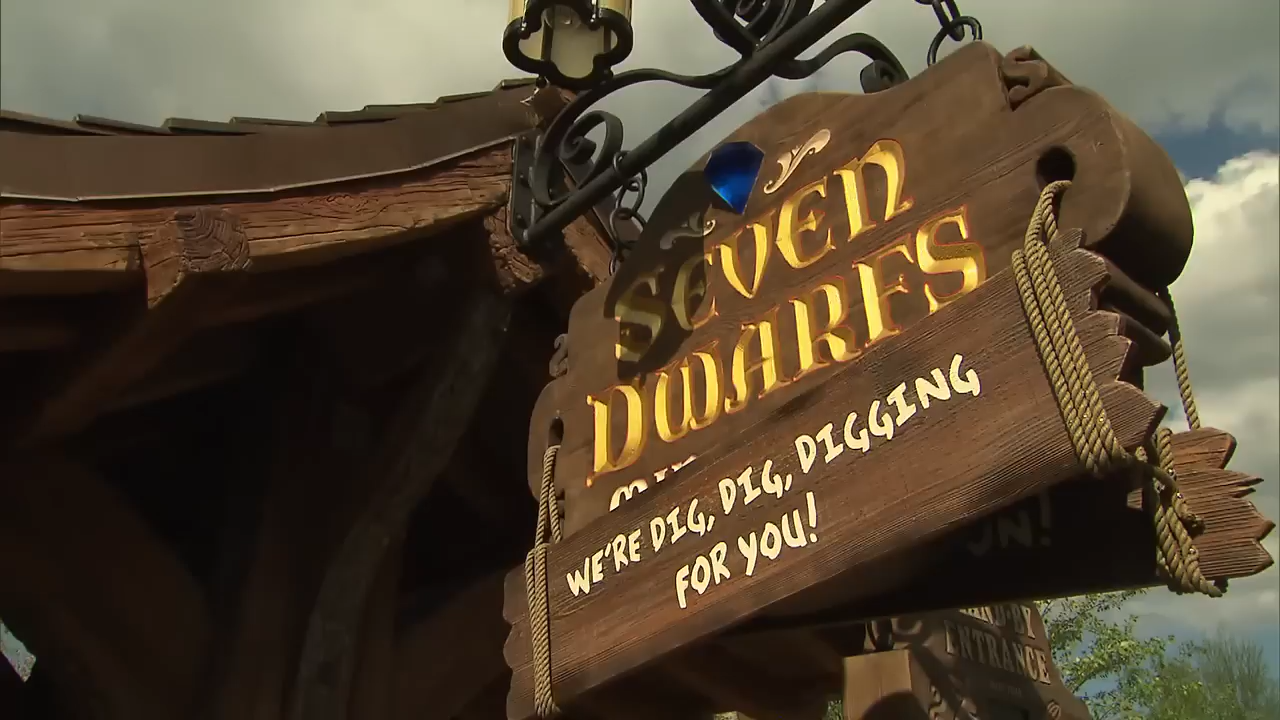 SEVEN
DWARFS
WE'RE DIG, DIG, DIGGING
FOR YOU!
ENTRANCE